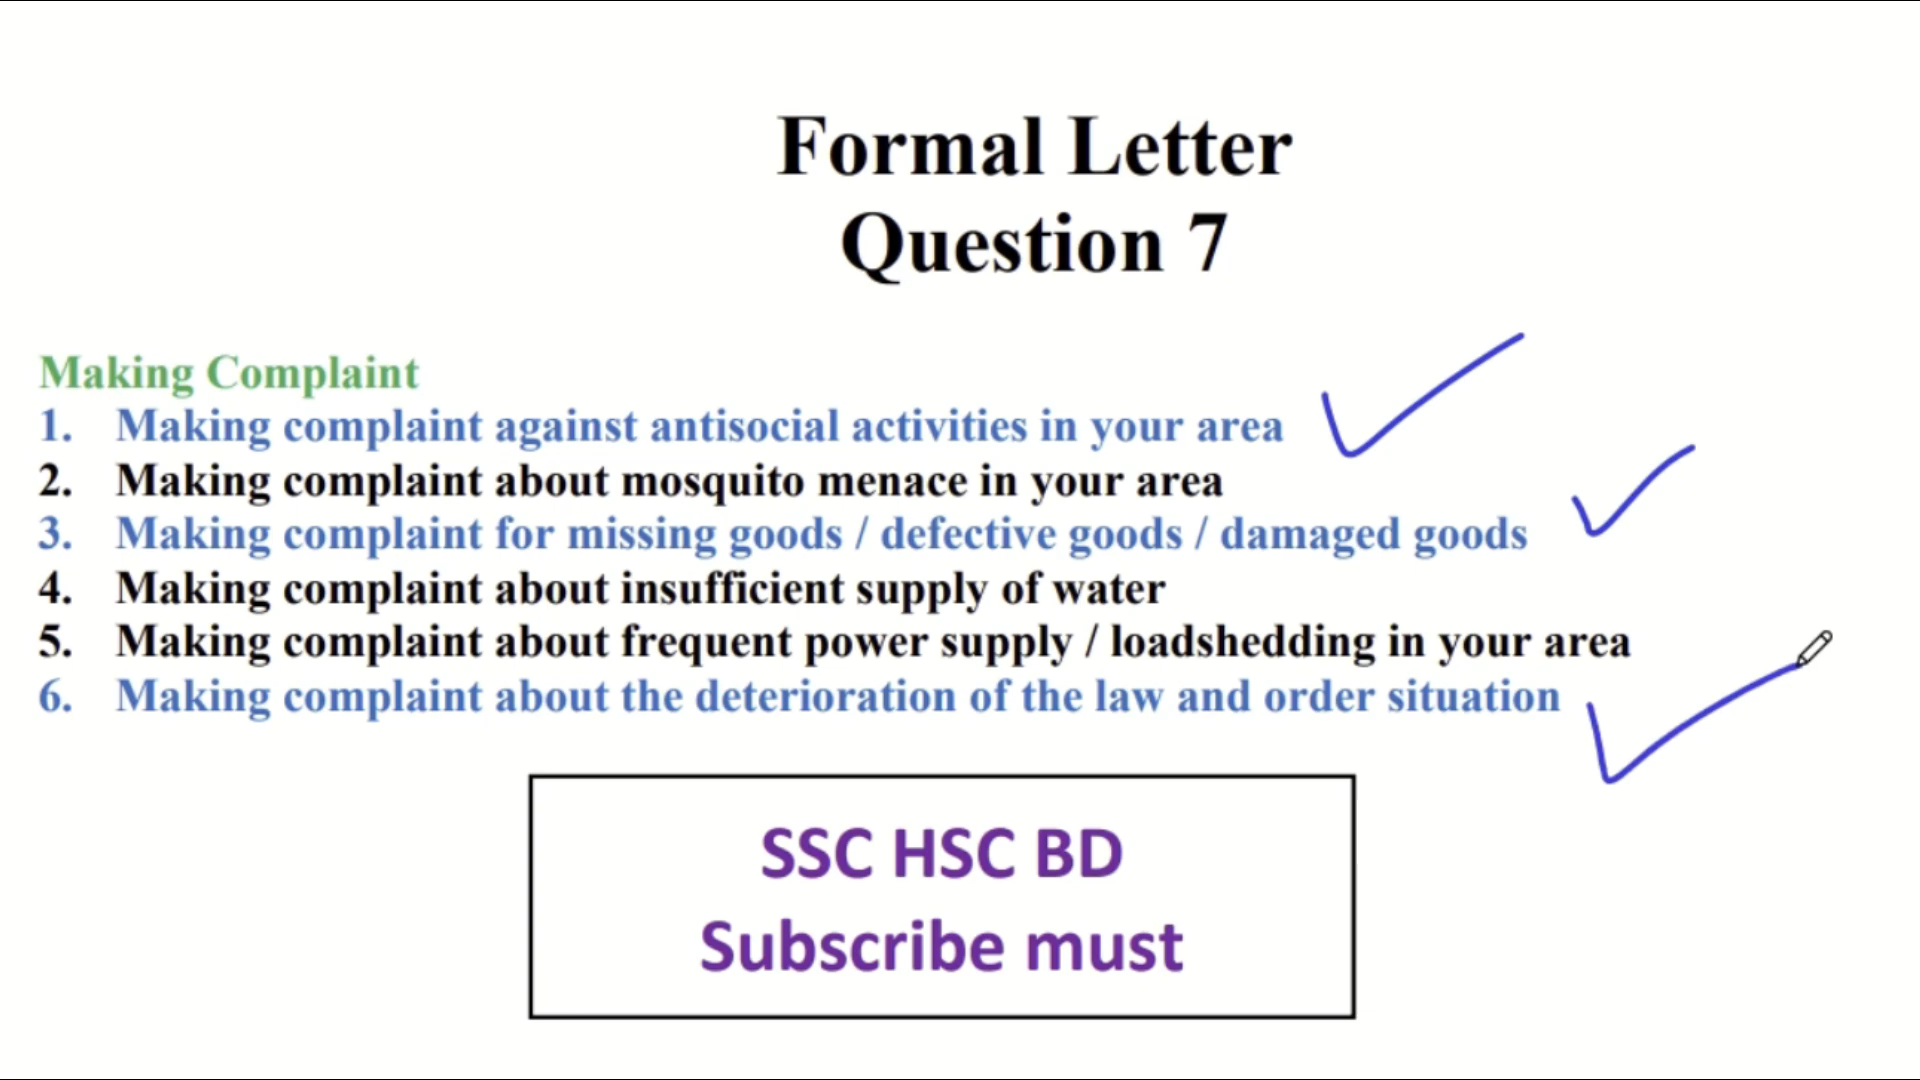 Formal Letter
Question 7
Making Complaint
1. Making complaint against antisocial activities in your area
2. Making complaint about mosquito menace in your area
3. Making complaint for missing goods / defective goods / damaged goods
4. Making complaint about insufficient supply of water
5. Making complaint about frequent power supply / loadshedding in your area
6. Making complaint about the deterioration of the law and order situation
SSC HSC BD
Subscribe must